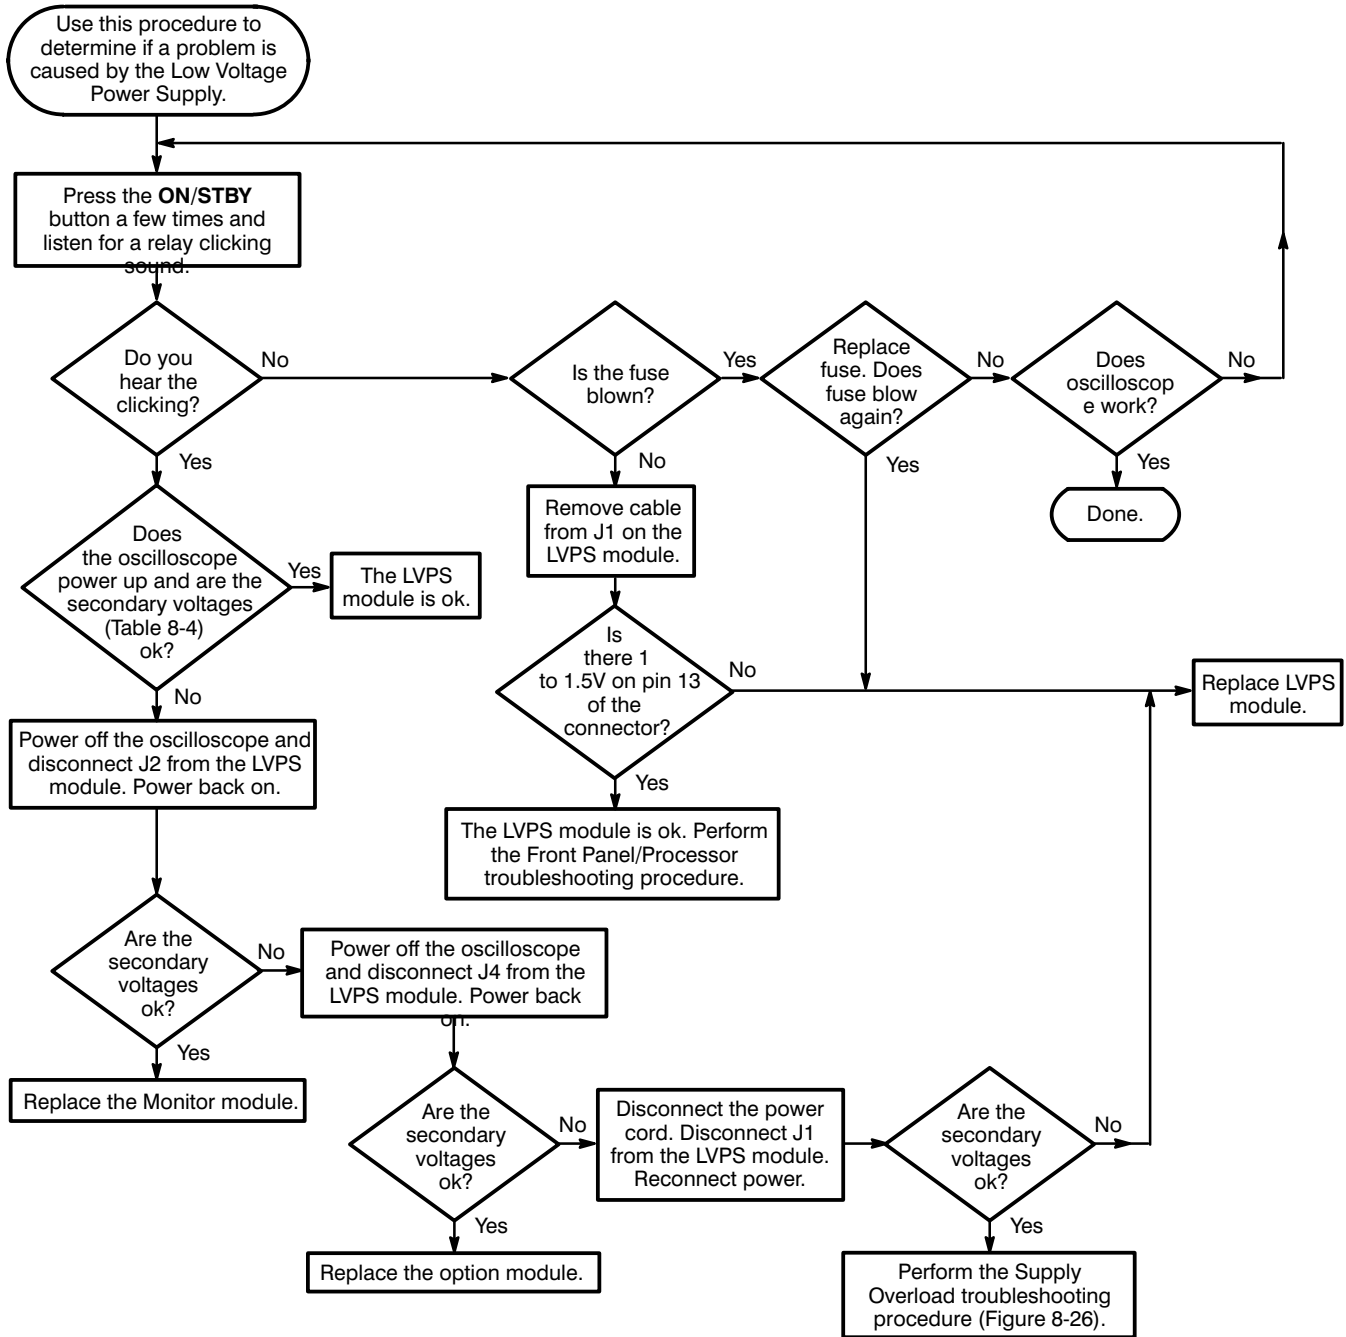 Use this procedure to
determine if a problem is
caused by the Low Voltage
Power Supply.
Press the ON/STBY
button a few times and
listen for a relay clicking
sound.
Do you
hear the
clicking?
No
Yes
Is the fuse
blown?
Yes
No
Replace
fuse. Does
fuse blow
again?
No
Yes
Does
oscilloscop
e work?
No
Yes
Done.
Does
the oscilloscope
power up and are the
secondary voltages
(Table 8-4)
ok?
Yes
No
The LVPS
module is ok.
Remove cable
from J1 on the
LVPS module.
Is
there 1
to 1.5V on pin 13
of the
connector?
No
Yes
Replace LVPS
module.
Power off the oscilloscope and
disconnect J2 from the LVPS
module. Power back on.
The LVPS module is ok. Perform
the Front Panel/Processor
troubleshooting procedure.
Are the
secondary
voltages
ok?
No
Yes
Power off the oscilloscope
and disconnect J4 from the
LVPS module. Power back
on.
Replace the Monitor module.
Are the
secondary
voltages
ok?
No
Yes
Disconnect the power
cord. Disconnect J1
from the LVPS module.
Reconnect power.
Are the
secondary
voltages
ok?
No
Yes
Replace the option module.
Perform the Supply
Overload troubleshooting
procedure (Figure 8-26).